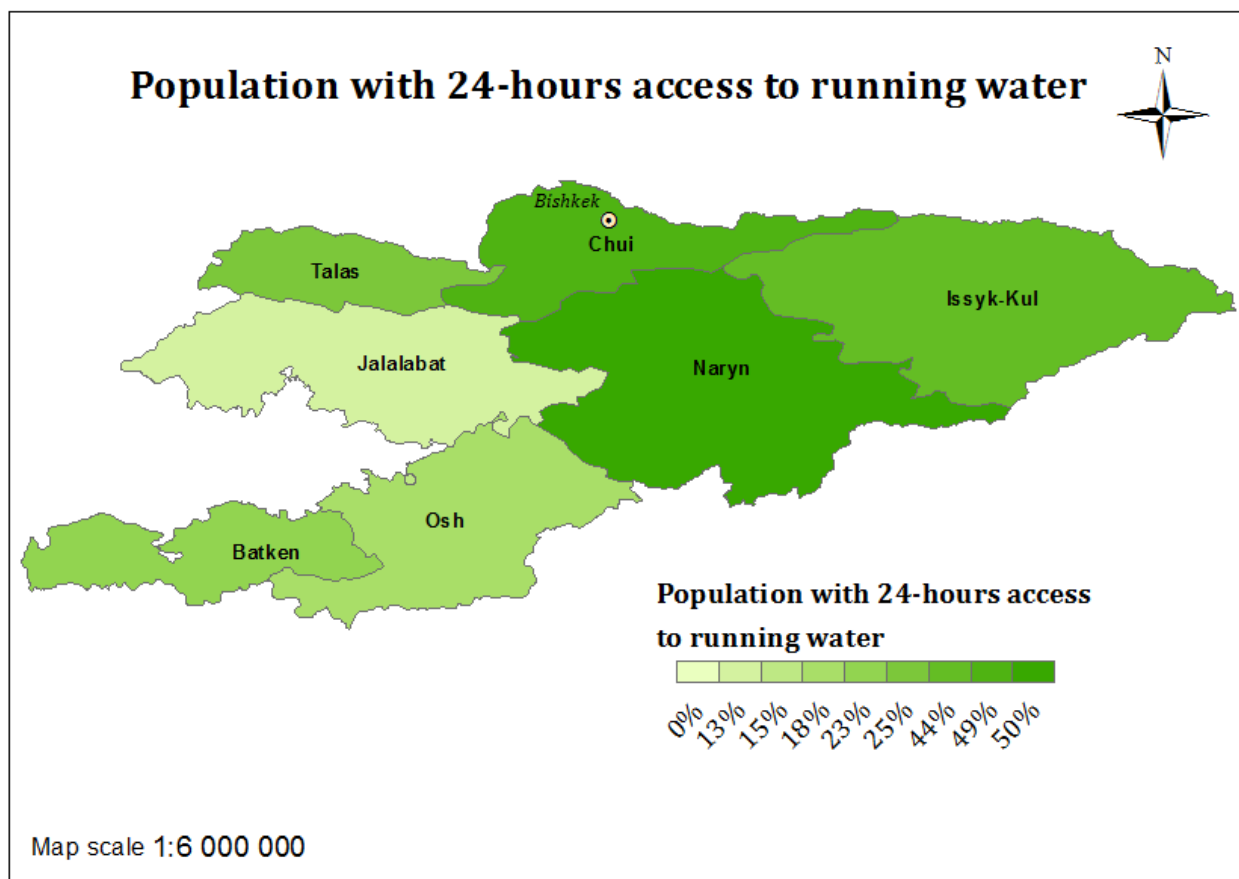 N
Population with 24-hours access to running water
Bishkek
Chui
Talas
Issyk-Kul
Jalalabat
Naryn
Osh
Batken
Population with 24-hours access
to running water
0% 13% 15% 18% 23% 25% 44% 49% 50%
Map scale 1:6 000 000